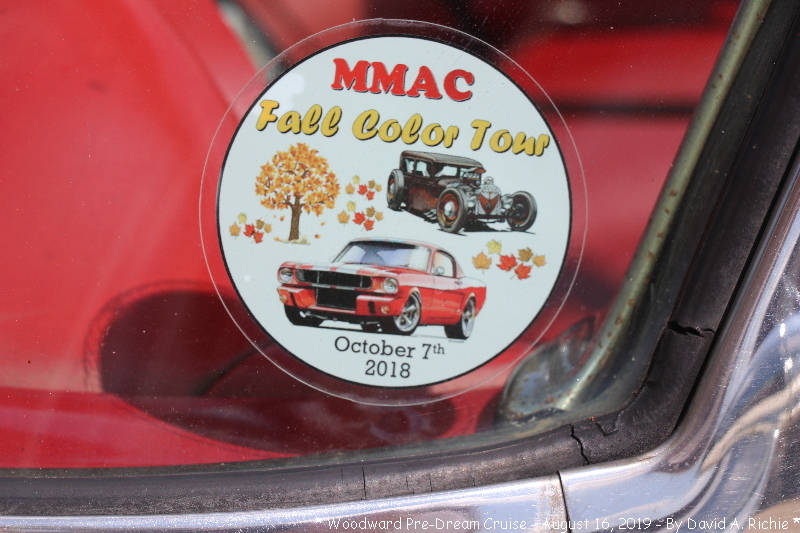 MMAC
Fall Color Tour
October 7th
2018
* Woodward Pre-Dream Cruise - August 16, 2019 - By David A. Richie *